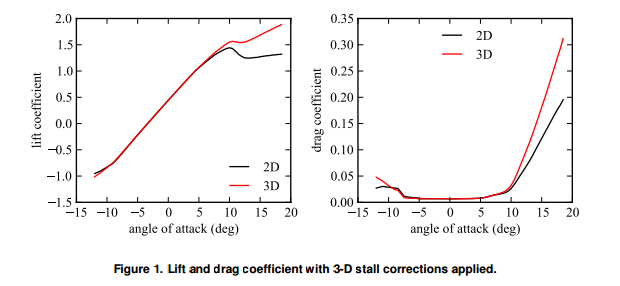 2.0
1.5
1.0
0.5
0.0
−0.5
−1.0
−1.5
−15 −10 −5 0 5 10 15 20
lift coefficient
angle of attack (deg)
2D
3D
0.35
0.30
0.25
0.20
0.15
0.10
0.05
0.00
−15 −10 −5 0 5 10 15 20
drag coefficient
angle of attack (deg)
2D
3D
Figure 1. Lift and drag coefficient with 3-D stall corrections applied.